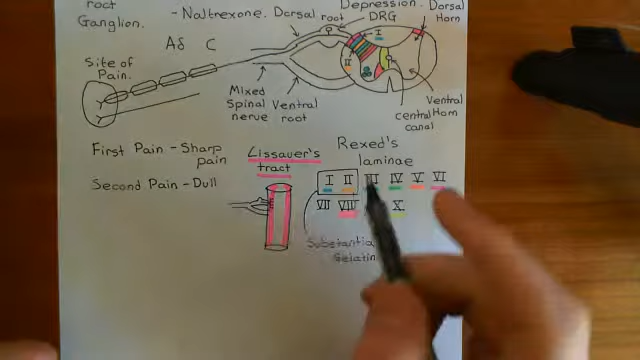 root
Ganglion.
- Naltrexone.
Dorsal root
Depression.
DRG
Dorsal
Horn
Aδ C
I
II
Site of
Pain.
Mixed
Spinal
nerve
Ventral
root
Central
canal
Ventral
Horn
First Pain - Sharp
pain
Second Pain - Dull
Lissauer's
tract
Rexed's
laminae
I II III IV V VI
VII VIII X
Substantia
Gelatin